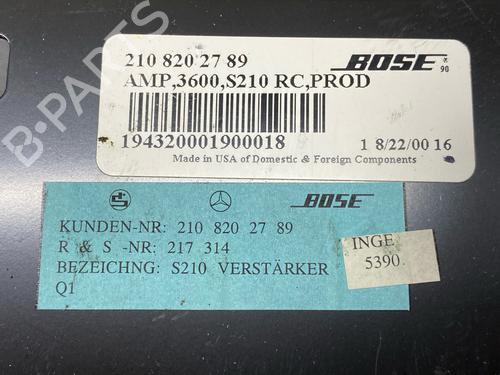 210 820 27 89
BOSE
90
AMP,3600,S210 RC,PROD
194320001900018
1 8/22/00 16
Made in USA of Domestic & Foreign Components
BOSE
KUNDEN-NR: 210 820 27 89
R & S -NR: 217 314
BEZEICHNG: S210 VERSTÄRKER
Q1
INGE
5390
B-PARTS